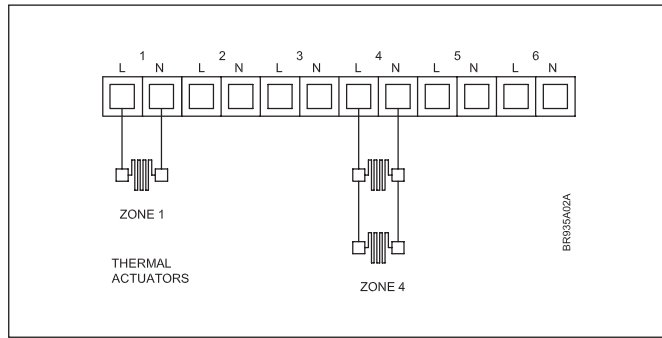 1 2 3 4 5 6
L N L N L N L N L N L N
ZONE 1
THERMAL
ACTUATORS
ZONE 4
BR935A02A